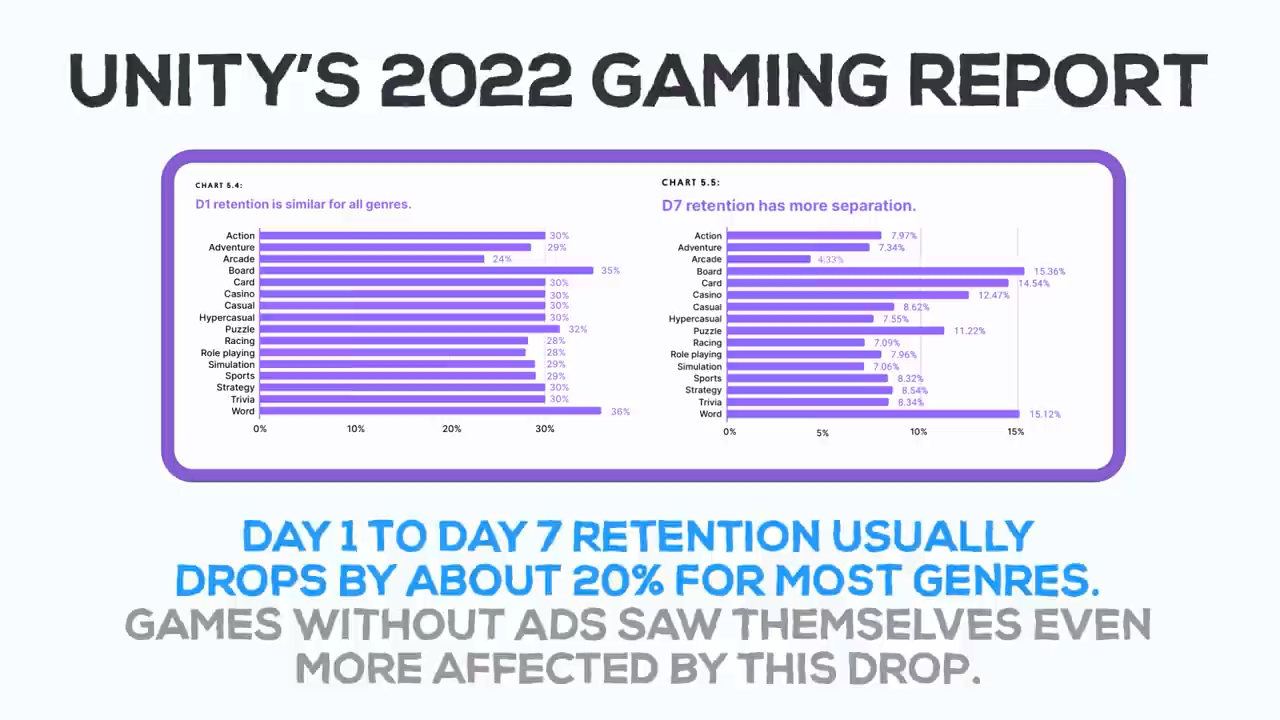 UNITY'S 2022 GAMING REPORT
CHART 5.4:
D1 retention is similar for all genres.
Action 30%
Adventure 29%
Arcade 24%
Board 35%
Card 30%
Casino 30%
Casual 30%
Hypercasual 30%
Puzzle 32%
Racing 28%
Role playing 28%
Simulation 29%
Sports 29%
Strategy 30%
Trivia 30%
Word 36%
0% 10% 20% 30%
CHART 5.5:
D7 retention has more separation.
Action 7.97%
Adventure 7.34%
Arcade 4.33%
Board 15.36%
Card 14.54%
Casino 12.47%
Casual 8.62%
Hypercasual 7.55%
Puzzle 11.22%
Racing 7.09%
Role playing 7.96%
Simulation 7.06%
Sports 8.32%
Strategy 8.54%
Trivia 8.34%
Word 15.12%
0% 5% 10% 15%
DAY 1 TO DAY 7 RETENTION USUALLY
DROPS BY ABOUT 20% FOR MOST GENRES.
GAMES WITHOUT ADS SAW THEMSELVES EVEN
MORE AFFECTED BY THIS DROP.